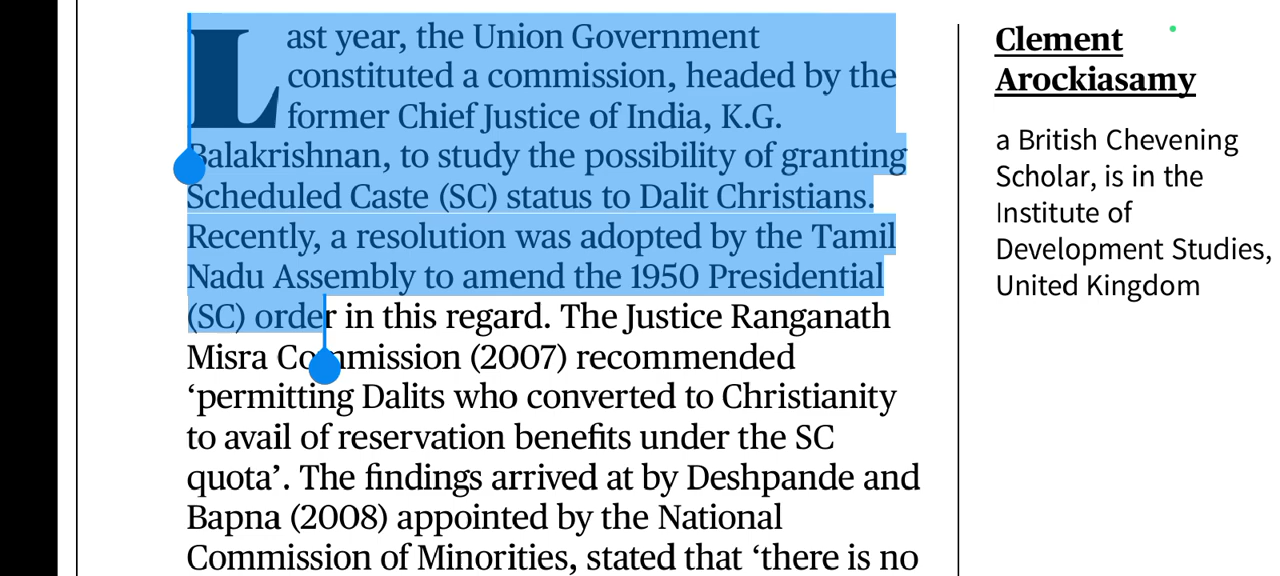 Last year, the Union Government
constituted a commission, headed by the
former Chief Justice of India, K.G.
Balakrishnan, to study the possibility of granting
Scheduled Caste (SC) status to Dalit Christians.
Recently, a resolution was adopted by the Tamil
Nadu Assembly to amend the 1950 Presidential
(SC) order in this regard. The Justice Ranganath
Misra Commission (2007) recommended
‘permitting Dalits who converted to Christianity
to avail of reservation benefits under the SC
quota’. The findings arrived at by Deshpande and
Bapna (2008) appointed by the National
Commission of Minorities, stated that ‘there is no
Clement
Arockiasamy
a British Chevening
Scholar, is in the
Institute of
Development Studies,
United Kingdom